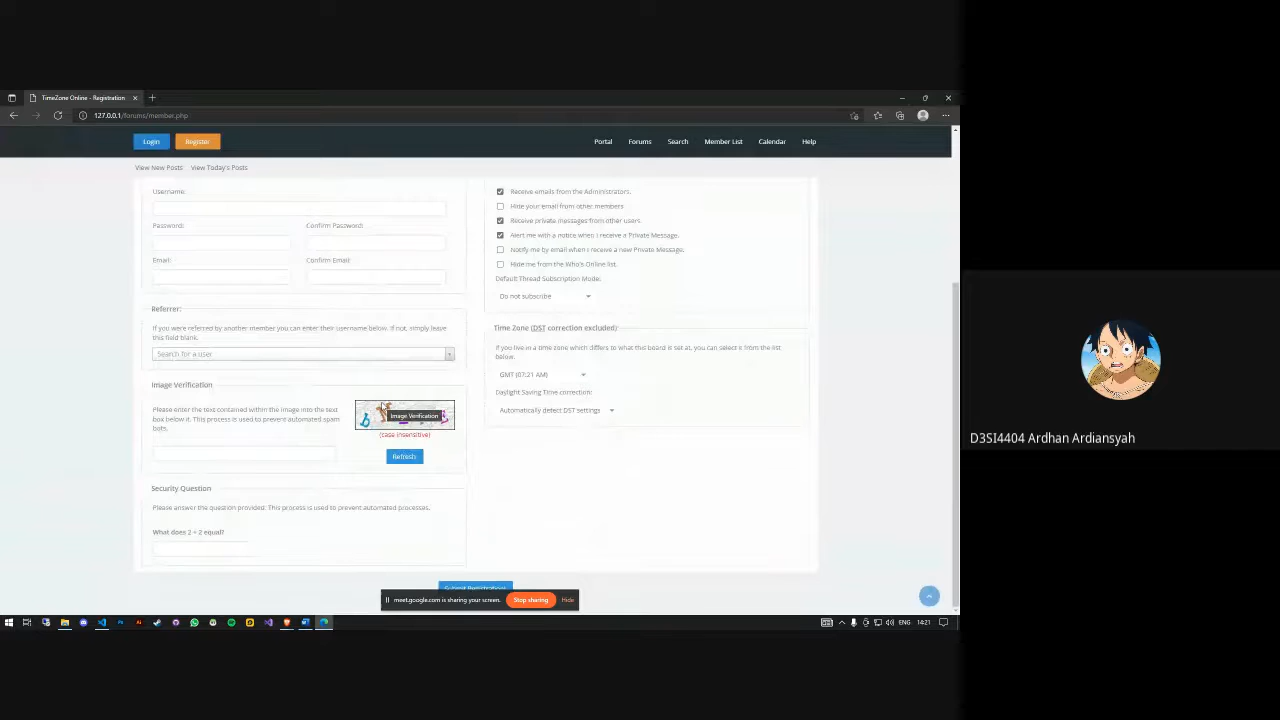 TimeZone Online - Registration
127.0.0.1/forums/member.php
Login
Register
Portal
Forums
Search
Member List
Calendar
Help
View New Posts
View Today's Posts
Username:
Password:
Confirm Password:
Email:
Confirm Email:
Referrer:
If you were referred by another member you can enter their username below. If not, simply leave
this field blank.
Search for a user
Image Verification
Please enter the text contained within the image into the text
box below it. This process is used to prevent automated spam
bots.
Image Verification
(case insensitive)
Refresh
Security Question
Please answer the question provided. This process is used to prevent automated processes.
What does 2 + 2 equal?
Receive emails from the Administrators.
Hide your email from other members
Receive private messages from other users.
Alert me with a notice when I receive a Private Message.
Notify me by email when I receive a new Private Message.
Hide me from the Who's Online list.
Default Thread Subscription Mode:
Do not subscribe
Time Zone (DST correction excluded)
If you live in a time zone which differs to what this board is set at, you can select it from the list
below.
GMT (07:21 AM)
Daylight Saving Time correction:
Automatically detect DST settings
Submit Registration!
meet.google.com is sharing your screen.
Stop sharing
Hide
ENG
14:21
D3SI4404 Ardhan Ardiansyah